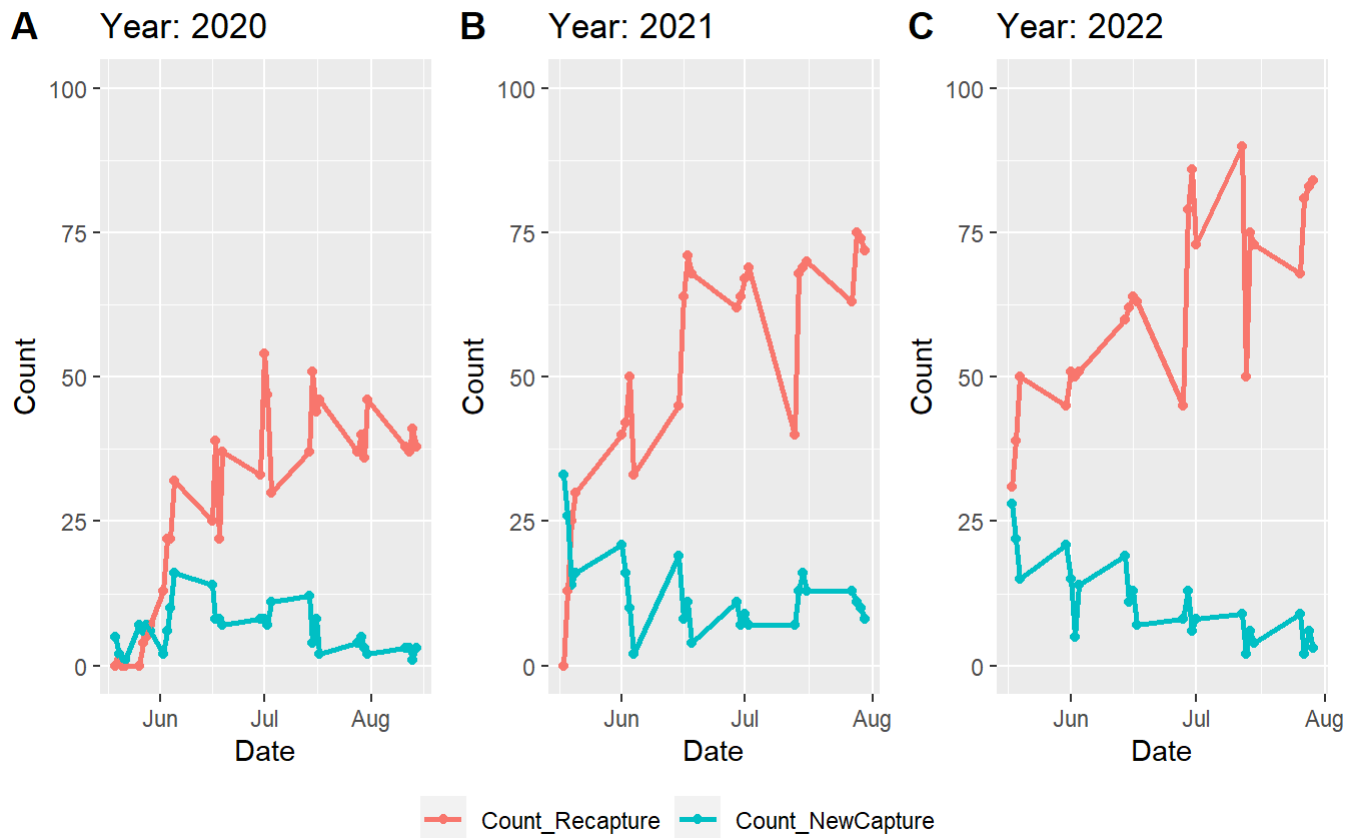 A Year: 2020
B Year: 2021
C Year: 2022
100
75
50
25
0
Count
Jun Jul Aug
Date
100
75
50
25
0
Count
Jun Jul Aug
Date
100
75
50
25
0
Count
Jun Jul Aug
Date
Count_Recapture Count_NewCapture